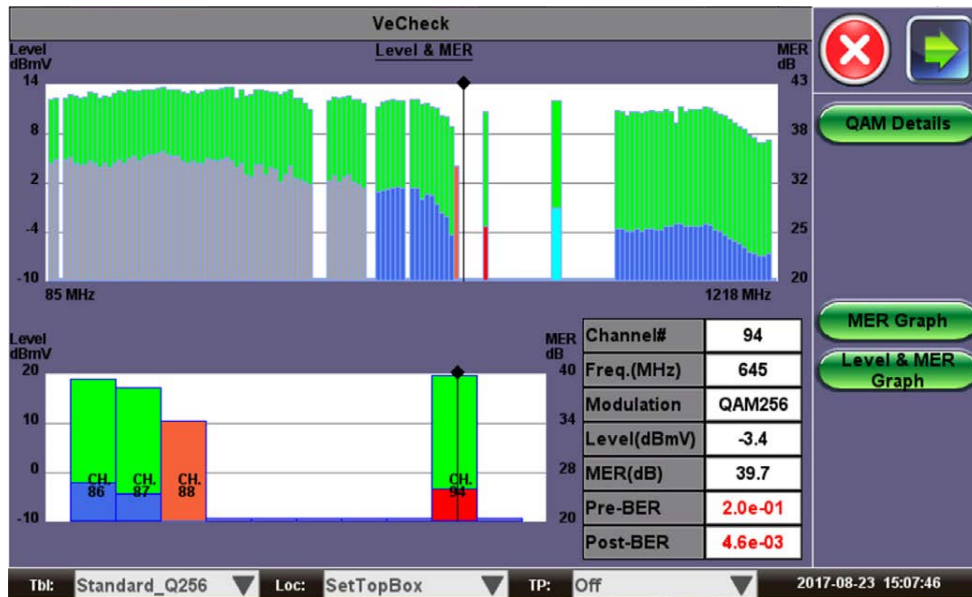 VeCheck
Level & MER
Level
dBmV
MER
dB
14
8
2
-4
-10
43
38
32
25
20
85 MHz
1218 MHz
Level
dBmV
MER
dB
20
10
0
-10
40
34
28
20
CH.
86
CH.
87
CH.
88
CH.
94
Channel# 94
Freq.(MHz) 645
Modulation QAM256
Level(dBmV) -3.4
MER(dB) 39.7
Pre-BER 2.0e-01
Post-BER 4.6e-03
QAM Details
MER Graph
Level & MER
Graph
Tbl: Standard_Q256 Loc: SetTopBox TP: Off 2017-08-23 15:07:46